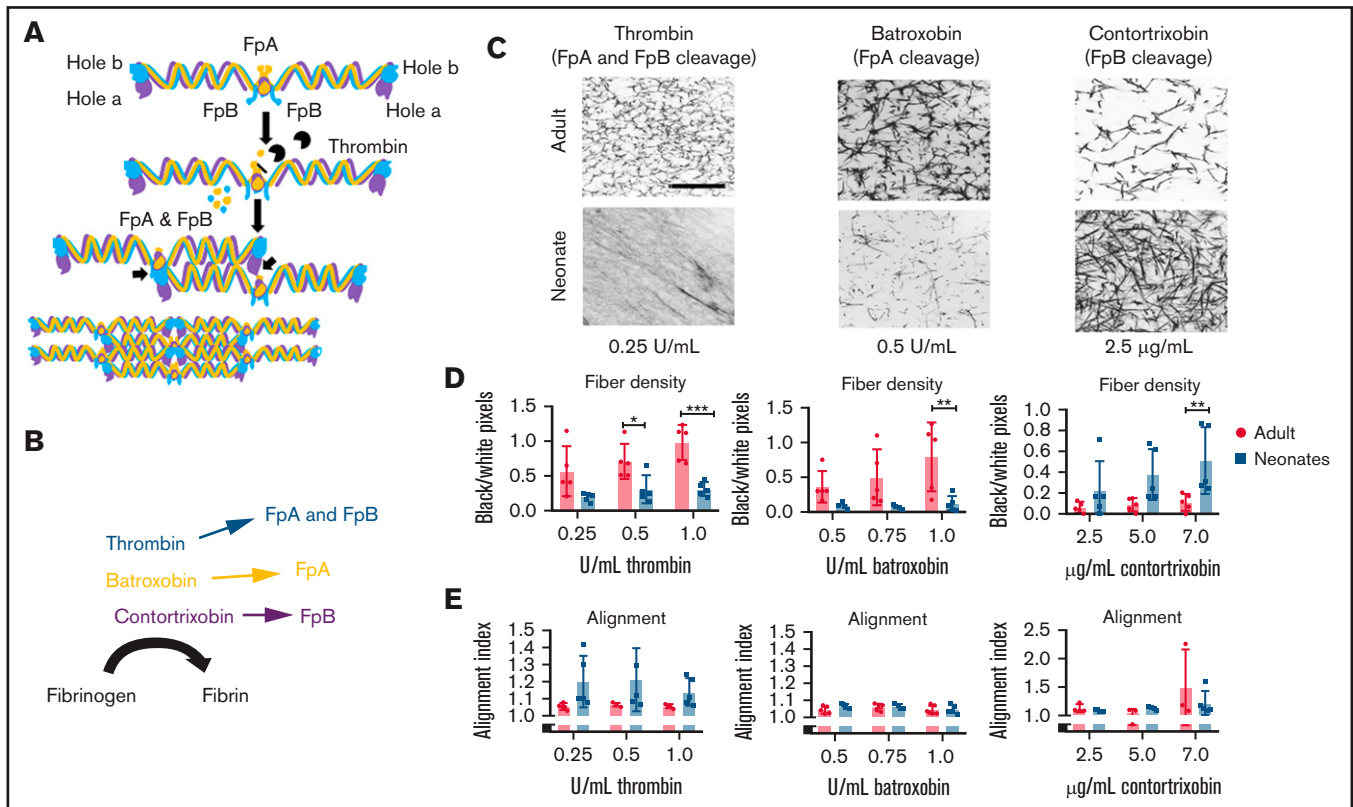 A
FpA
Hole b
Hole b
Hole a
FpB
FpB
Hole a
Thrombin
FpA & FpB
B
Thrombin
FpA and FpB
Batroxobin
FpA
Contortrixobin
FpB
Fibrinogen
Fibrin
C
Thrombin
(FpA and FpB cleavage)
Batroxobin
(FpA cleavage)
Contortrixobin
(FpB cleavage)
Adult
Neonate
0.25 U/mL
0.5 U/mL
2.5 μg/mL
D
Fiber density
Black/white pixels
1.5
1.0
0.5
0.0
*
***
0.25 0.5 1.0
U/mL thrombin
Fiber density
Black/white pixels
1.5
1.0
0.5
0.0
**
0.5 0.75 1.0
U/mL batroxobin
Fiber density
Black/white pixels
1.0
0.8
0.6
0.4
0.2
0.0
**
2.5 5.0 7.0
μg/mL contortrixobin
Adult
Neonates
E
Alignment
Alignment index
1.5
1.4
1.3
1.2
1.1
1.0
0.25 0.5 1.0
U/mL thrombin
Alignment
Alignment index
1.5
1.4
1.3
1.2
1.1
1.0
0.5 0.75 1.0
U/mL batroxobin
Alignment
Alignment index
2.5
2.0
1.5
1.0
2.5 5.0 7.0
μg/mL contortrixobin